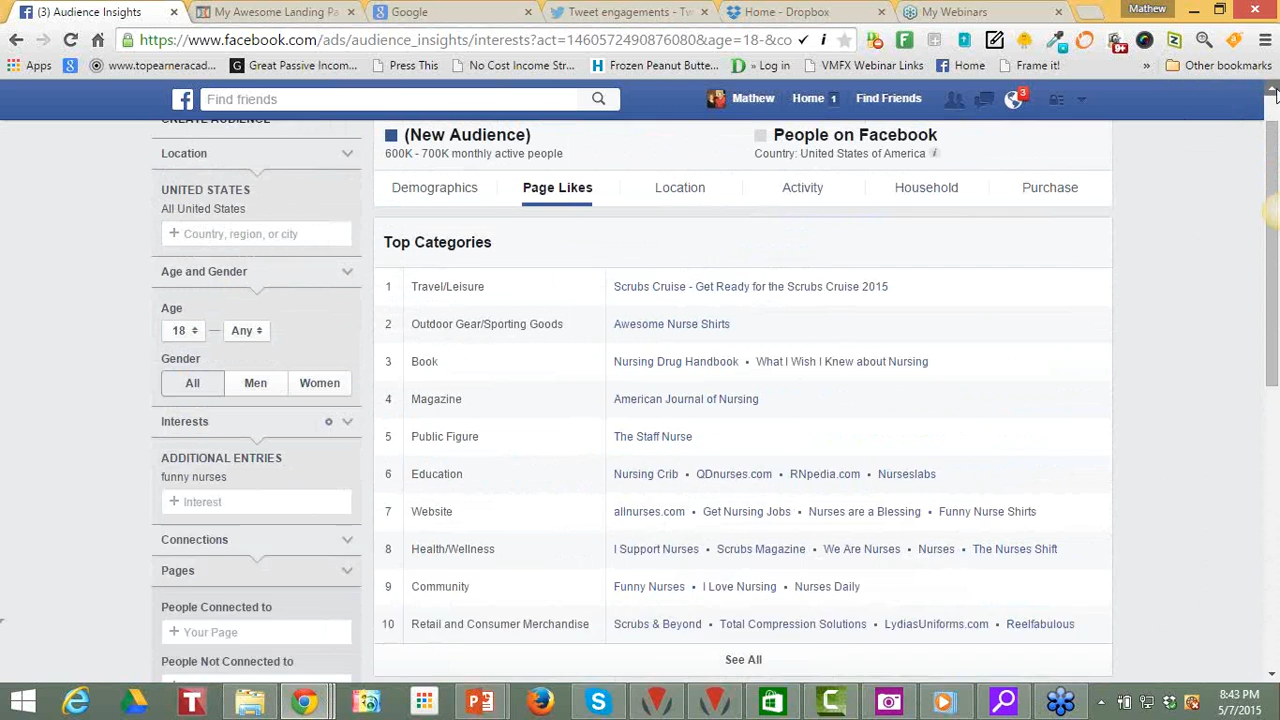 (3) Audience Insights
My Awesome Landing Pa
Google
Tweet engagements - Tw
Home - Dropbox
My Webinars
Mathew
https://www.facebook.com/ads/audience_insights/interests?act=1460572490876080&age=18-&co
9+
Apps
www.topearneracad...
Great Passive Incom...
Press This
No Cost Income Str...
Frozen Peanut Butte...
» Log in
VMFX Webinar Links
Home
Frame it!
»
Other bookmarks
Find friends
Mathew
Home 1
Find Friends
3
CREATE AUDIENCE
(New Audience)
People on Facebook
600K - 700K monthly active people
Country: United States of America
Location
Demographics
Page Likes
Location
Activity
Household
Purchase
UNITED STATES
All United States
+ Country, region, or city
Top Categories
Age and Gender
1 Travel/Leisure Scrubs Cruise - Get Ready for the Scrubs Cruise 2015
Age
18 — Any
2 Outdoor Gear/Sporting Goods Awesome Nurse Shirts
Gender
All Men Women
3 Book Nursing Drug Handbook • What I Wish I Knew about Nursing
4 Magazine American Journal of Nursing
Interests
5 Public Figure The Staff Nurse
ADDITIONAL ENTRIES
funny nurses
+ Interest
6 Education Nursing Crib • QDnurses.com • RNpedia.com • Nurseslabs
7 Website allnurses.com • Get Nursing Jobs • Nurses are a Blessing • Funny Nurse Shirts
Connections
8 Health/Wellness I Support Nurses • Scrubs Magazine • We Are Nurses • Nurses • The Nurses Shift
Pages
9 Community Funny Nurses • I Love Nursing • Nurses Daily
People Connected to
+ Your Page
10 Retail and Consumer Merchandise Scrubs & Beyond • Total Compression Solutions • LydiasUniforms.com • Reelfabulous
People Not Connected to
See All
8:43 PM
5/7/2015